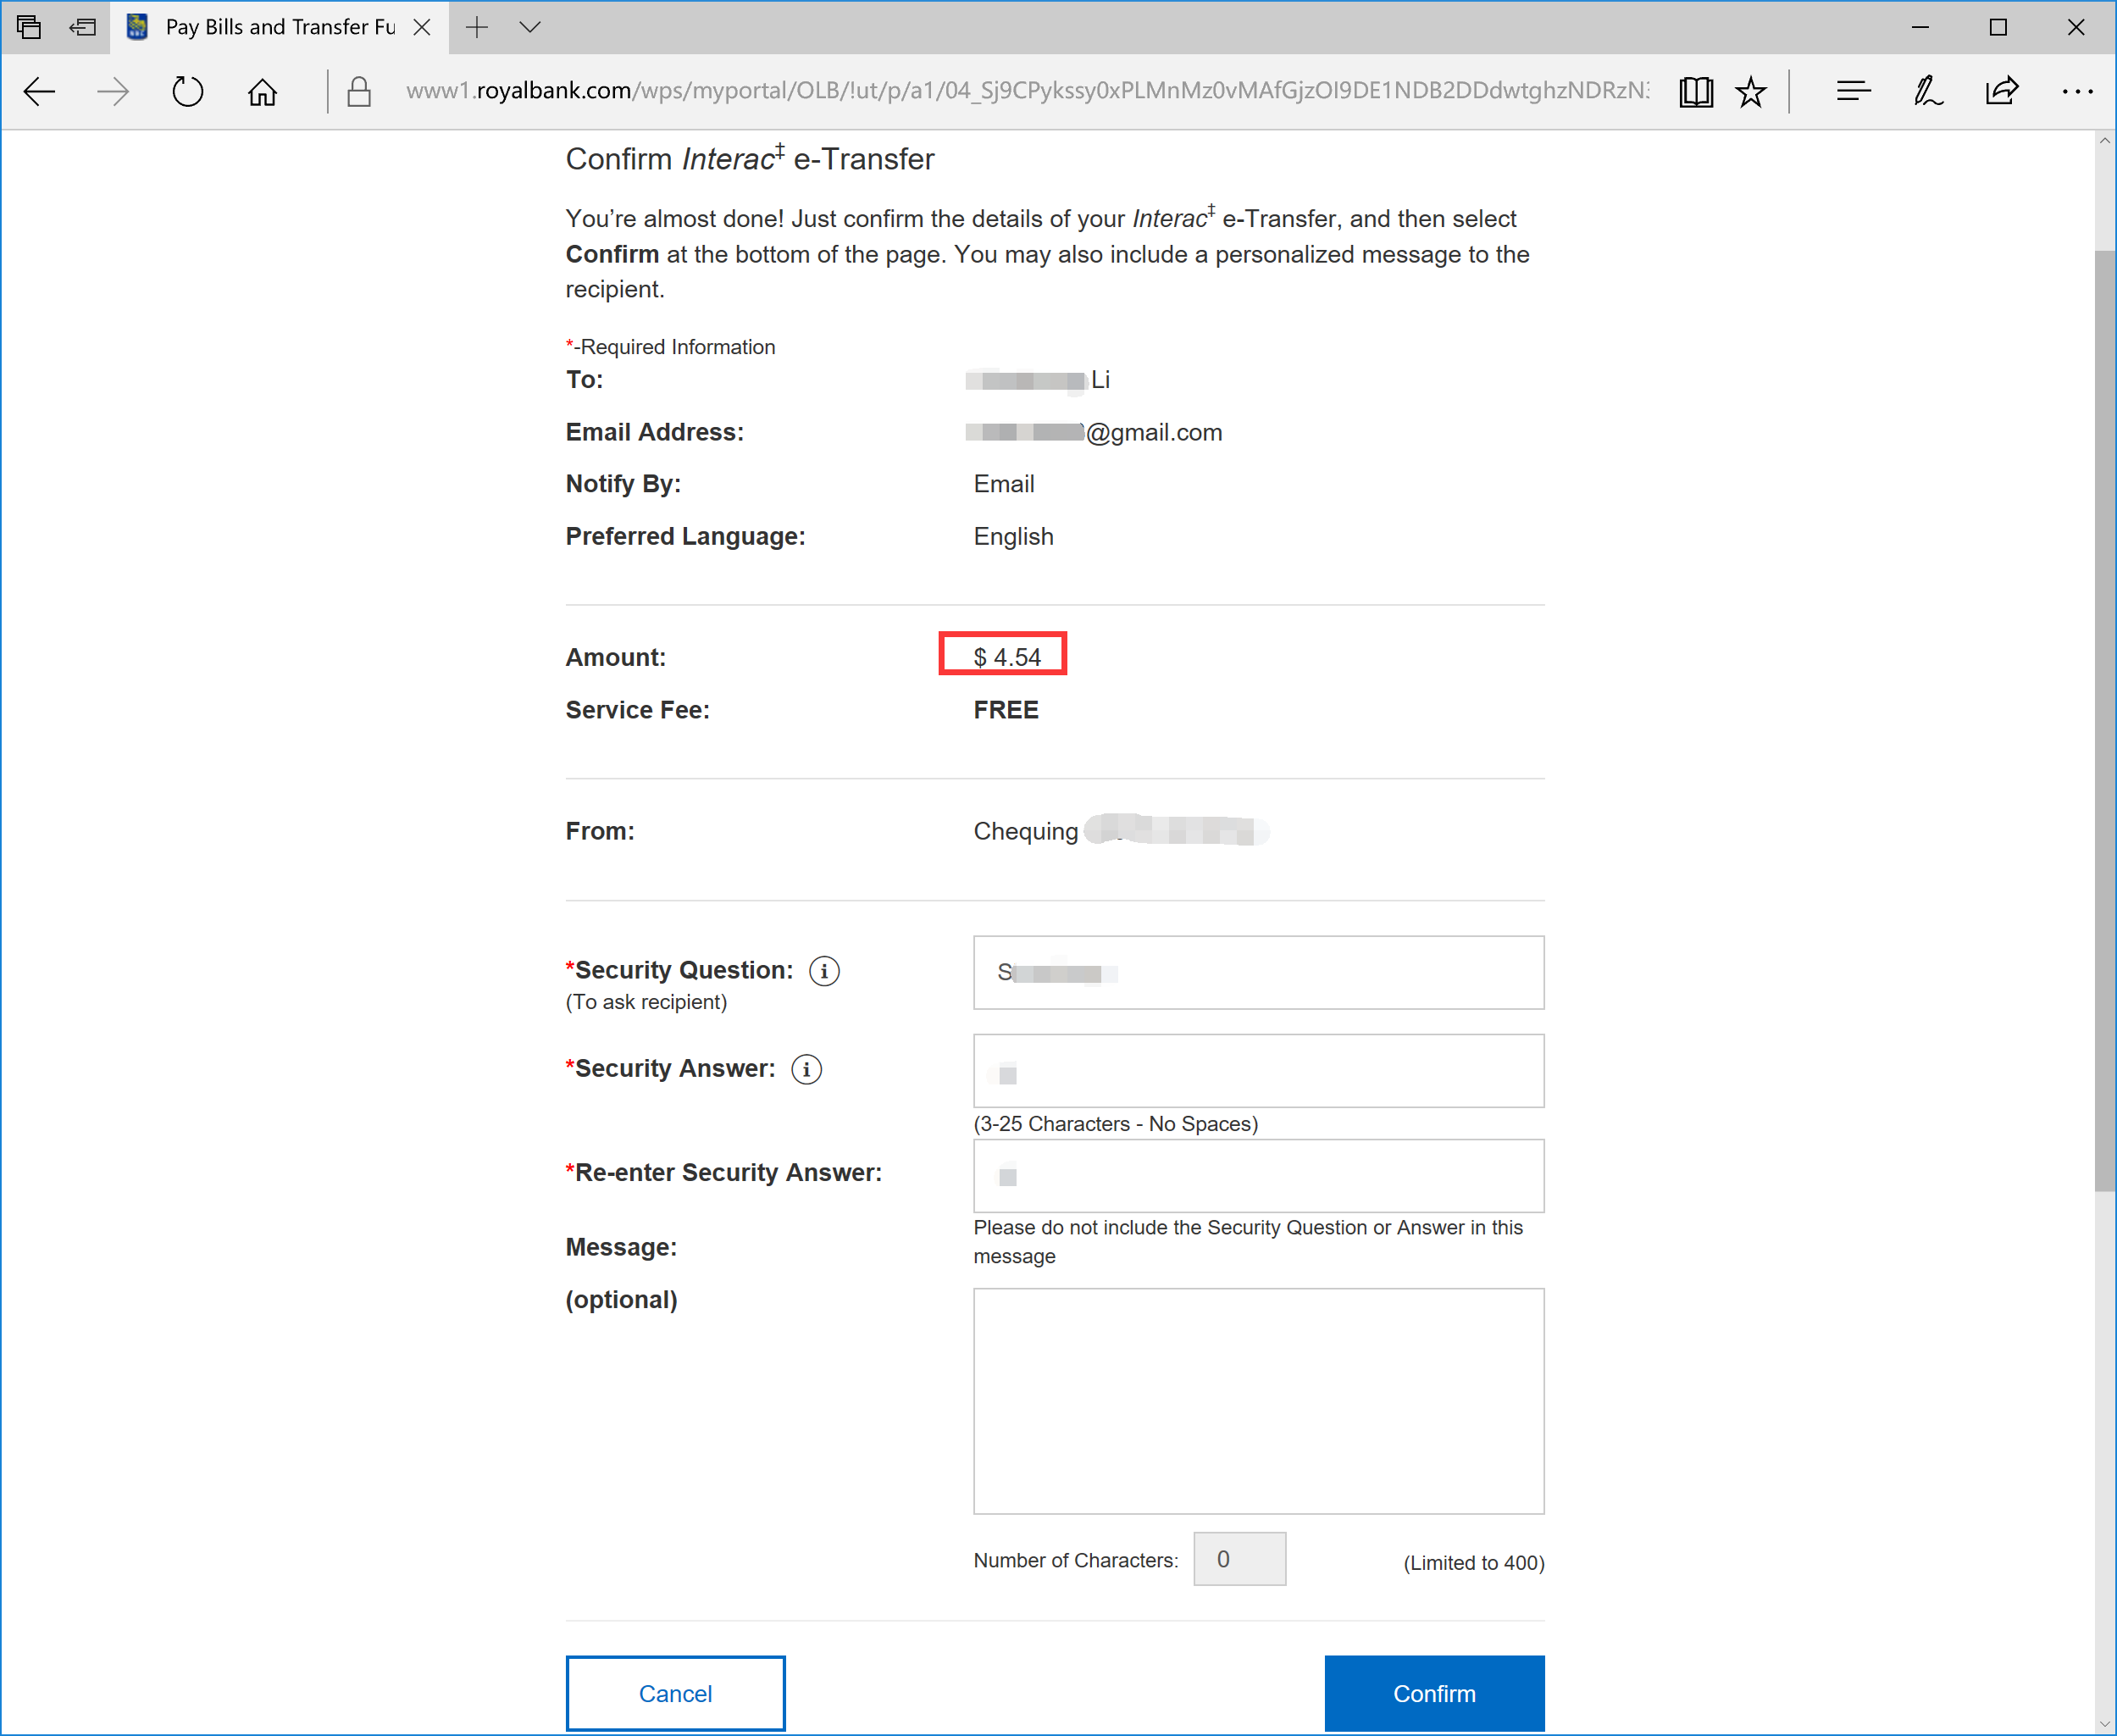 Pay Bills and Transfer Fu
www1.royalbank.com/wps/myportal/OLB/!ut/p/a1/04_Sj9CPykssy0xPLMnMz0vMAfGjzOI9DE1NDB2DDdwtghzNDRzN
Confirm Interac‡ e-Transfer
You’re almost done! Just confirm the details of your Interac‡ e-Transfer, and then select
Confirm at the bottom of the page. You may also include a personalized message to the
recipient.
*-Required Information
To: Li
Email Address: @gmail.com
Notify By: Email
Preferred Language: English
Amount: $ 4.54
Service Fee: FREE
From: Chequing
*Security Question: i
(To ask recipient)
S
*Security Answer: i
(3-25 Characters - No Spaces)
*Re-enter Security Answer:
Message:
(optional)
Please do not include the Security Question or Answer in this
message
Number of Characters: 0 (Limited to 400)
Cancel Confirm